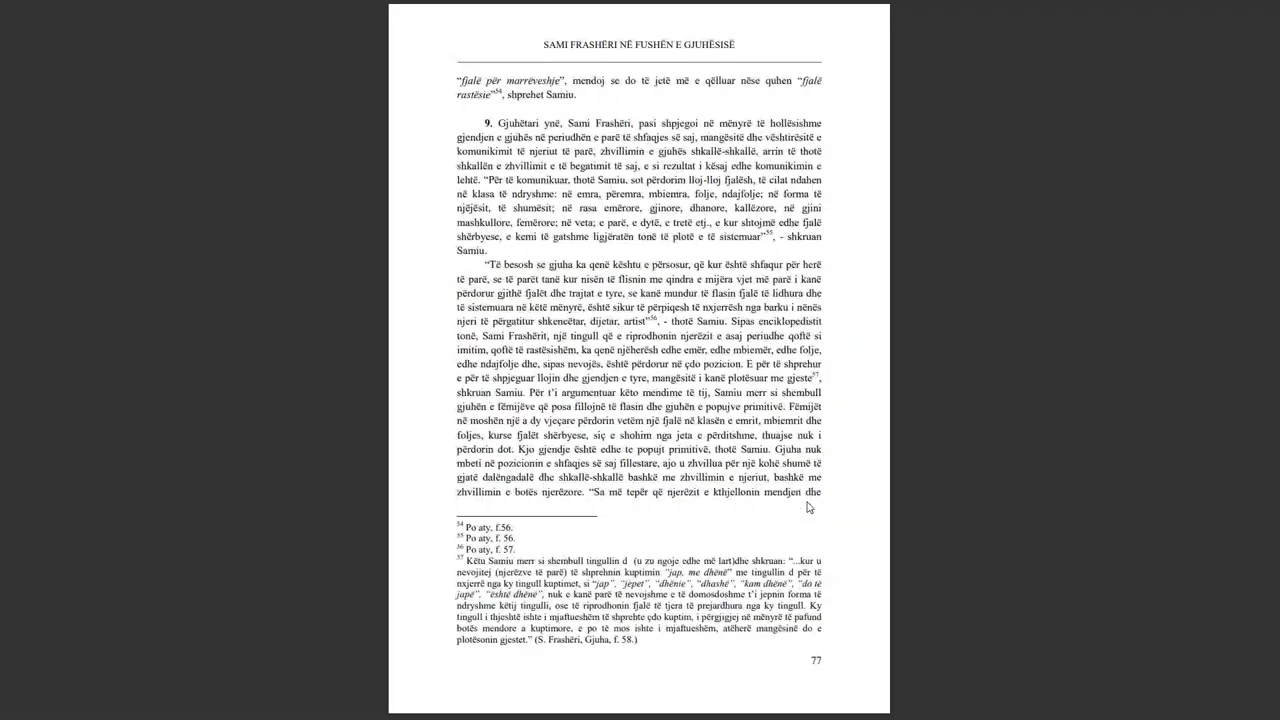 SAMI FRASHËRI NË FUSHËN E GJUHËSISË
“fjalë për marrëveshje”, mendoj se do të jetë më e qëlluar nëse quhen “fjalë
rastësie”54, shprehet Samiu.
9. Gjuhëtari ynë, Sami Frashëri, pasi shpjegoi në mënyrë të hollësishme
gjendjen e gjuhës në periudhën e parë të shfaqjes së saj, mangësitë dhe vështirësitë e
komunikimit të njeriut të parë, zhvillimin e gjuhës shkallë-shkallë, arrin të thotë
shkallën e zhvillimit e të begatimit të saj, e si rezultat i kësaj edhe komunikimin e
lehtë. “Për të komunikuar, thotë Samiu, sot përdorim lloj-lloj fjalësh, të cilat ndahen
në klasa të ndryshme: në emra, përemra, mbiemra, folje, ndajfolje; në forma të
njëjësit, të shumësit; në rasa emërore, gjinore, dhanore, kallëzore, në gjini
mashkullore, femërore; në veta; e parë, e dytë, e tretë etj., e kur shtojmë edhe fjalë
shërbyese, e kemi të gatshme ligjëratën tonë të plotë e të sistemuar”55, - shkruan
Samiu.
“Të besosh se gjuha ka qenë kështu e përsosur, që kur është shfaqur për herë
të parë, se të parët tanë kur nisën të flisnin me qindra e mijëra vjet më parë i kanë
përdorur gjithë fjalët dhe trajtat e tyre, se kanë mundur të flasin fjalë të lidhura dhe
të sistemuara në këtë mënyrë, është sikur të përpiqesh të nxjerrësh nga barku i nënës
njeri të përgatitur shkencëtar, dijetar, artist”56, - thotë Samiu. Sipas enciklopedistit
tonë, Sami Frashërit, një tingull që e riprodhonin njerëzit e asaj periudhe qoftë si
imitim, qoftë të rastësishëm, ka qenë njëherësh edhe emër, edhe mbiemër, edhe folje,
edhe ndajfolje dhe, sipas nevojës, është përdorur në çdo pozicion. E për të shprehur
e për të shpjeguar llojin dhe gjendjen e tyre, mangësitë i kanë plotësuar me gjeste57,
shkruan Samiu. Për t’i argumentuar këto mendime të tij, Samiu merr si shembull
gjuhën e fëmijëve që posa fillojnë të flasin dhe gjuhën e popujve primitivë. Fëmijët
në moshën një a dy vjeçare përdorin vetëm një fjalë në klasën e emrit, mbiemrit dhe
foljes, kurse fjalët shërbyese, siç e shohim nga jeta e përditshme, thuajse nuk i
përdorin dot. Kjo gjendje është edhe te popujt primitivë, thotë Samiu. Gjuha nuk
mbeti në pozicionin e shfaqjes së saj fillestare, ajo u zhvillua për një kohë shumë të
gjatë dalëngadalë dhe shkallë-shkallë bashkë me zhvillimin e njeriut, bashkë me
zhvillimin e botës njerëzore. “Sa më tepër që njerëzit e kthjellonin mendjen dhe
54 Po aty, f.56.
55 Po aty, f. 56.
56 Po aty, f. 57.
57 Këtu Samiu merr si shembull tingullin d (u zu ngoje edhe më lart)dhe shkruan: “...kur u
nevojitej (njerëzve të parë) të shprehnin kuptimin “jap, me dhënë” me tingullin d për të
nxjerrë nga ky tingull kuptimet, si “jap”, “jepet”, “dhënie”, “dhashë”, “kam dhënë”, “do të
japë”, “është dhënë”, nuk e kanë parë të nevojshme e të domosdoshme t’i jepnin forma të
ndryshme këtij tingulli, ose të riprodhonin fjalë të tjera të prejardhura nga ky tingull. Ky
tingull i thjeshtë ishte i mjaftueshëm të shprehte çdo kuptim, i përgjigjej në mënyrë të pafund
botës mendore a kuptimore, e po të mos ishte i mjaftueshëm, atëherë mangësinë do e
plotësonin gjestet.” (S. Frashëri, Gjuha, f. 58.)
77